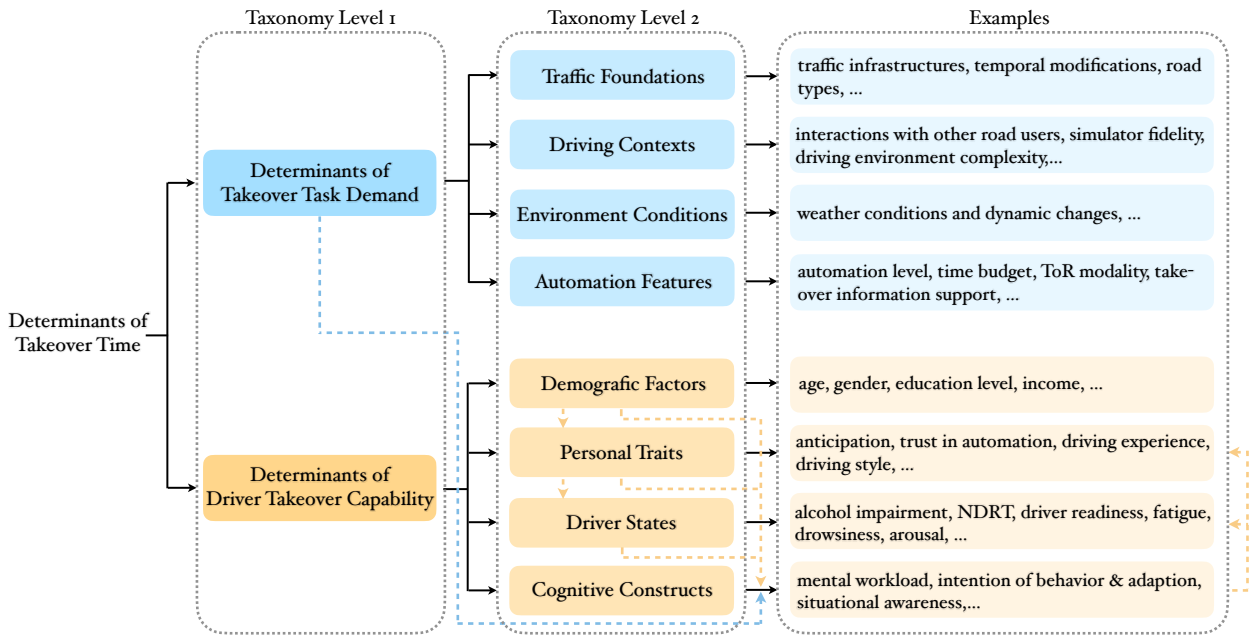 Taxonomy Level 1
Taxonomy Level 2
Examples
Determinants of
Takeover Time
Determinants of
Takeover Task Demand
Traffic Foundations
traffic infrastructures, temporal modifications, road
types, ...
Driving Contexts
interactions with other road users, simulator fidelity,
driving environment complexity,...
Environment Conditions
weather conditions and dynamic changes, ...
Automation Features
automation level, time budget, ToR modality, take-
over information support, ...
Determinants of
Driver Takeover Capability
Demografic Factors
age, gender, education level, income, ...
Personal Traits
anticipation, trust in automation, driving experience,
driving style, ...
Driver States
alcohol impairment, NDRT, driver readiness, fatigue,
drowsiness, arousal, ...
Cognitive Constructs
mental workload, intention of behavior & adaption,
situational awareness,...